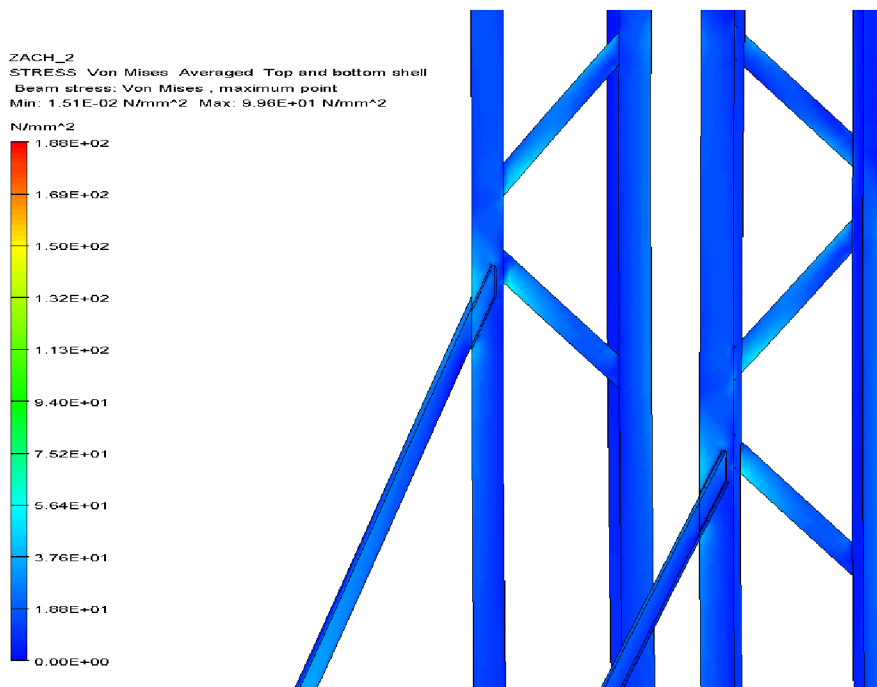 ZACH_2
STRESS Von Mises Averaged Top and bottom shell
Beam stress: Von Mises , maximum point
Min: 1.51E-02 N/mm^2 Max: 9.96E+01 N/mm^2
N/mm^2
1.88E+02
1.69E+02
1.50E+02
1.32E+02
1.13E+02
9.40E+01
7.52E+01
5.64E+01
3.76E+01
1.88E+01
0.00E+00